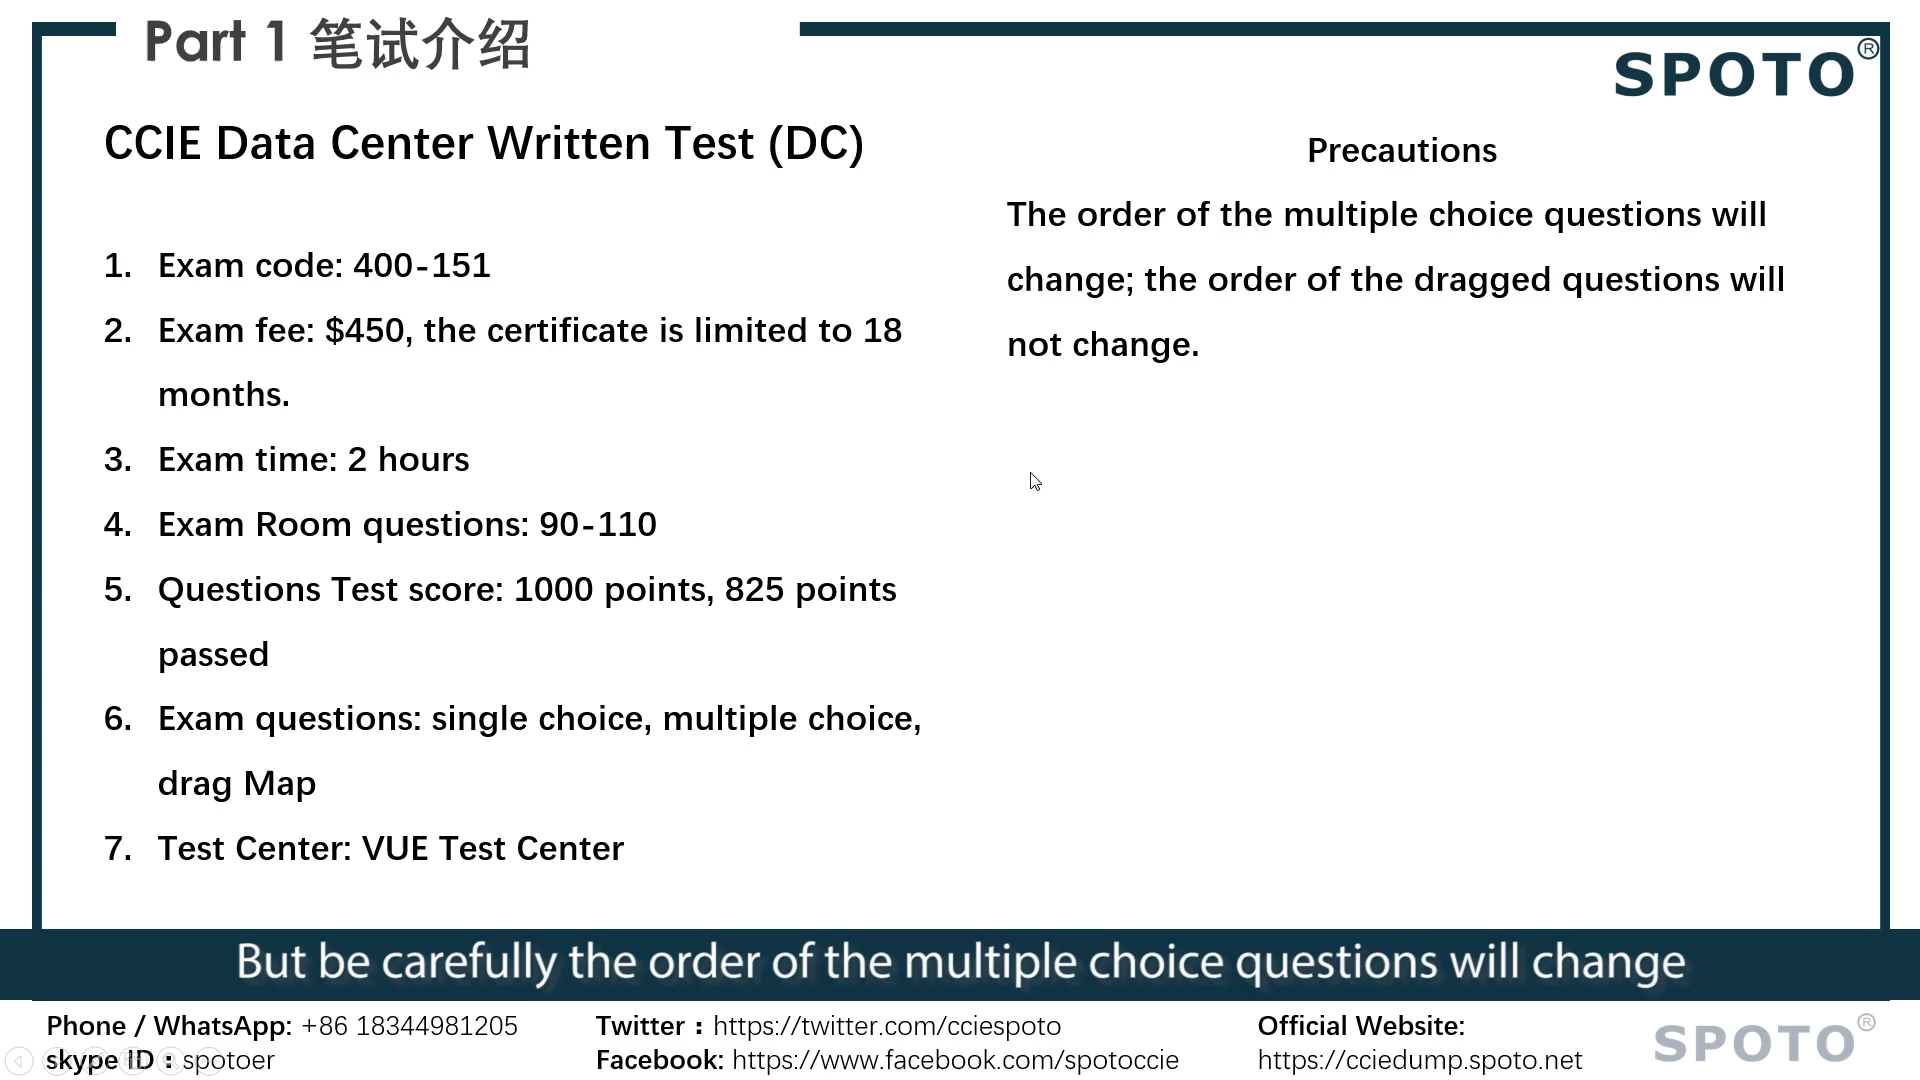 Part 1 笔试介绍
SPOTO®
CCIE Data Center Written Test (DC)
1. Exam code: 400-151
2. Exam fee: $450, the certificate is limited to 18
months.
3. Exam time: 2 hours
4. Exam Room questions: 90-110
5. Questions Test score: 1000 points, 825 points
passed
6. Exam questions: single choice, multiple choice,
drag Map
7. Test Center: VUE Test Center
Precautions
The order of the multiple choice questions will
change; the order of the dragged questions will
not change.
But be carefully the order of the multiple choice questions will change
Phone / WhatsApp: +86 18344981205
skype ID：spotoer
Twitter：https://twitter.com/cciespoto
Facebook: https://www.facebook.com/spotoccie
Official Website:
https://cciedump.spoto.net
SPOTO®